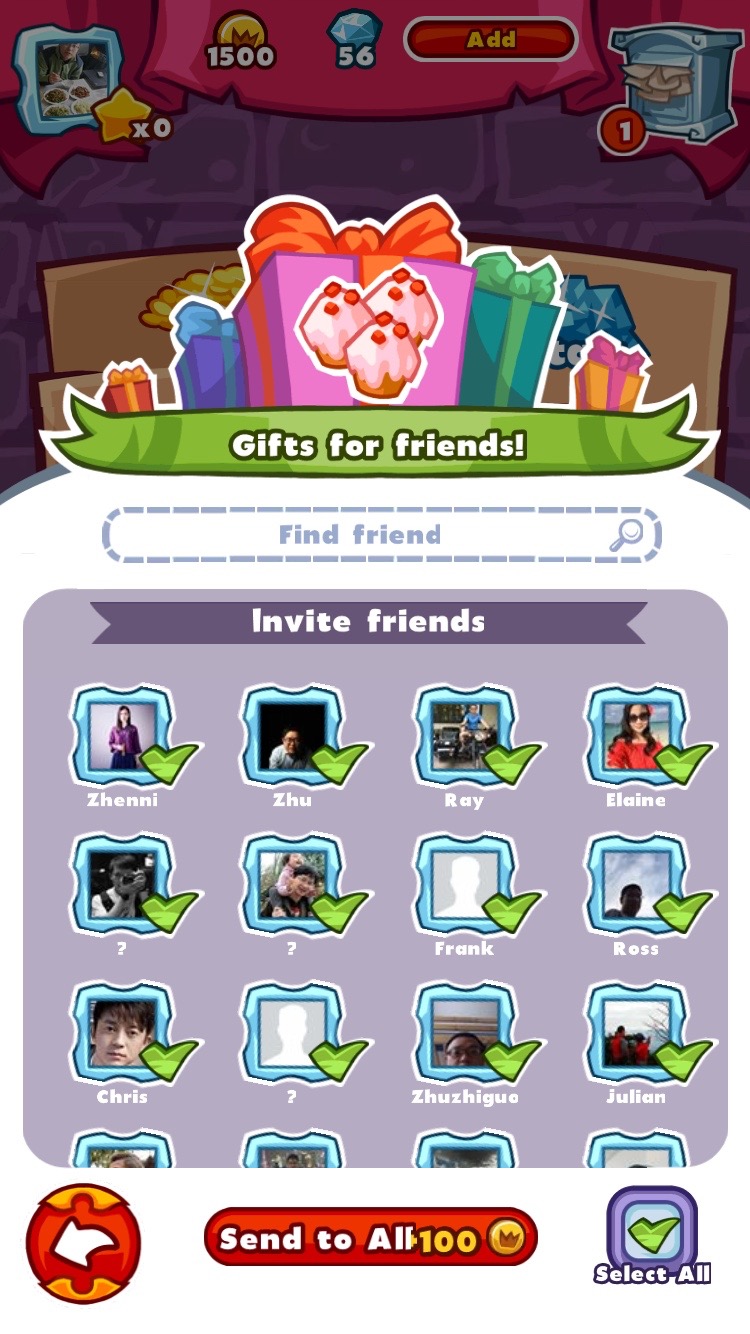 1500
56
Add
x0
1
Gifts for friends!
Find friend
Invite friends
Zhenni
Zhu
Ray
Elaine
?
?
Frank
Ross
Chris
?
Zhuzhiguo
Julian
Send to All +100
Select All